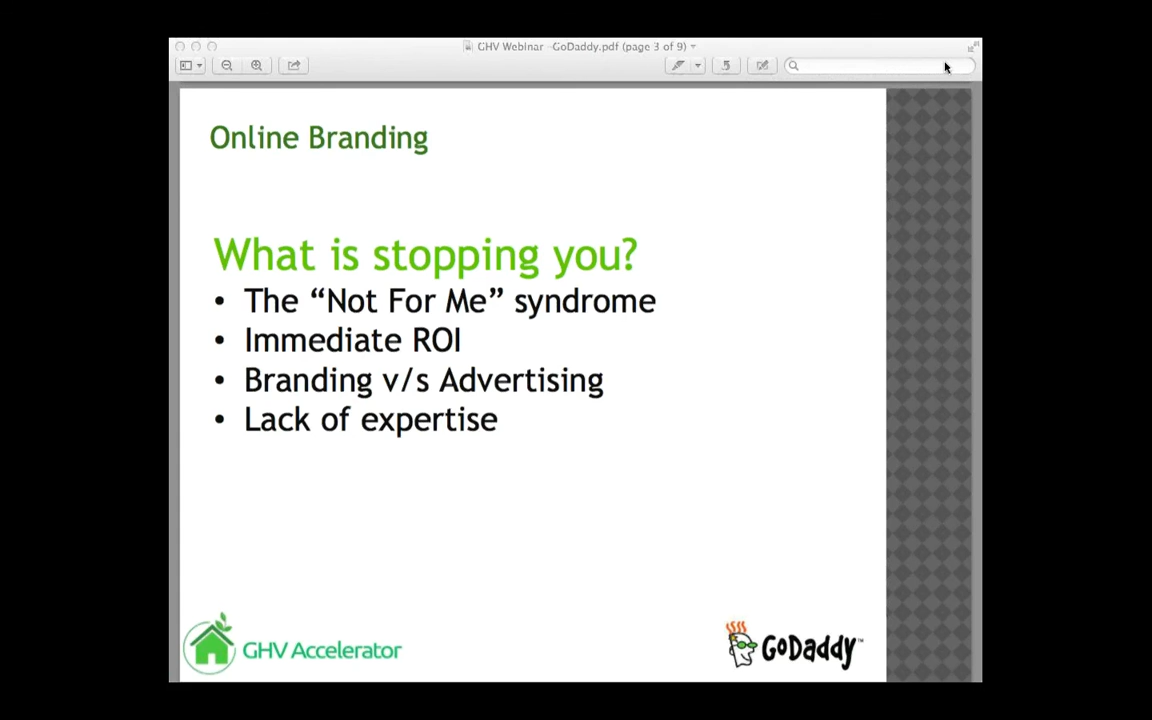 GHV Webinar -GoDaddy.pdf (page 3 of 9)
Online Branding
What is stopping you?
• The “Not For Me” syndrome
• Immediate ROI
• Branding v/s Advertising
• Lack of expertise
GHV Accelerator
GoDaddy™